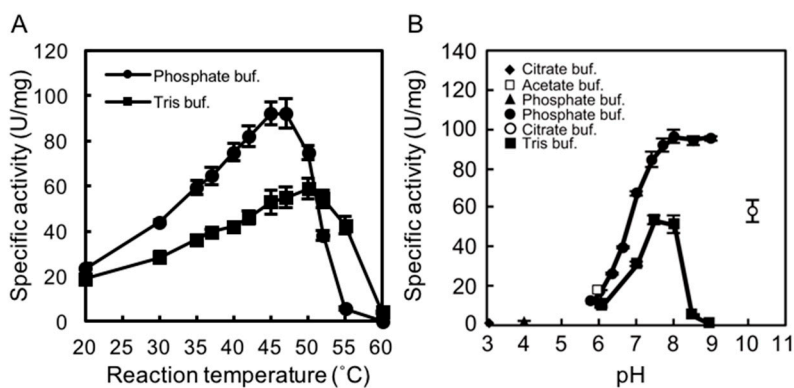 A
Specific activity (U/mg)
120
100
80
60
40
20
0
Phosphate buf.
Tris buf.
20 25 30 35 40 45 50 55 60
Reaction temperature (˚C)
B
Specific activity (U/mg)
140
120
100
80
60
40
20
0
Citrate buf.
Acetate buf.
Phosphate buf.
Phosphate buf.
Citrate buf.
Tris buf.
3 4 5 6 7 8 9 10 11
pH